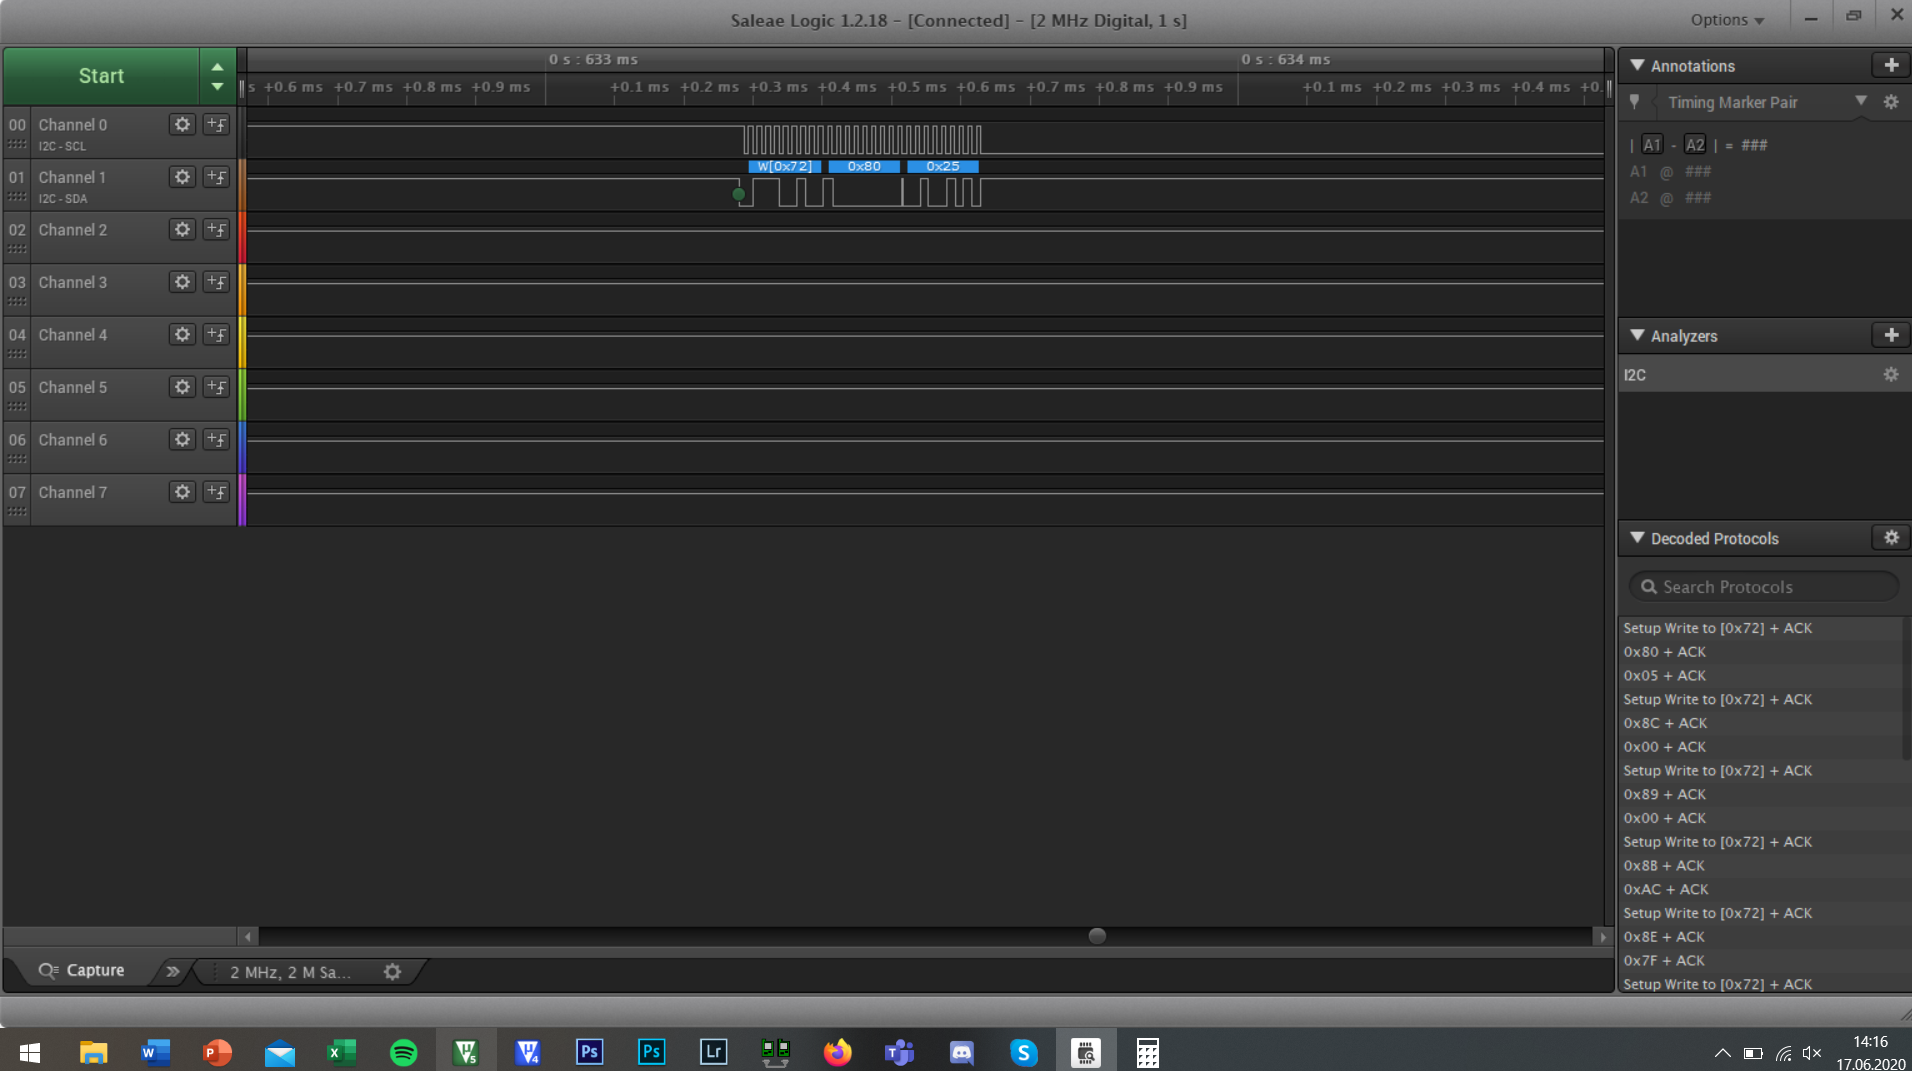 Saleae Logic 1.2.18 - [Connected] - [2 MHz Digital, 1 s]
Options
Start
0 s : 633 ms
0 s : 634 ms
s +0.6 ms +0.7 ms +0.8 ms +0.9 ms +0.1 ms +0.2 ms +0.3 ms +0.4 ms +0.5 ms +0.6 ms +0.7 ms +0.8 ms +0.9 ms +0.1 ms +0.2 ms +0.3 ms +0.4 ms +0.
00 Channel 0
I2C - SCL
W[0x72] 0x80 0x25
01 Channel 1
I2C - SDA
02 Channel 2
03 Channel 3
04 Channel 4
05 Channel 5
06 Channel 6
07 Channel 7
Capture
2 MHz, 2 M Sa...
Annotations
Timing Marker Pair
| A1 - A2 | = ###
A1 @ ###
A2 @ ###
Analyzers
I2C
Decoded Protocols
Search Protocols
Setup Write to [0x72] + ACK
0x80 + ACK
0x05 + ACK
Setup Write to [0x72] + ACK
0x8C + ACK
0x00 + ACK
Setup Write to [0x72] + ACK
0x89 + ACK
0x00 + ACK
Setup Write to [0x72] + ACK
0x8B + ACK
0xAC + ACK
Setup Write to [0x72] + ACK
0x8E + ACK
0x7F + ACK
Setup Write to [0x72] + ACK
W P X 5 4 Ps Ps Lr T S
14:16
17.06.2020